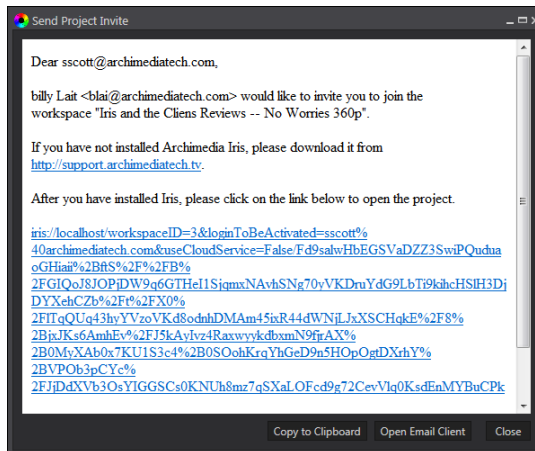 Send Project Invite
Dear sscott@archimediatech.com,
billy Lait <blai@archimediatech.com> would like to invite you to join the
workspace "Iris and the Cliens Reviews -- No Worries 360p".
If you have not installed Archimedia Iris, please download it from
http://support.archimediatech.tv.
After you have installed Iris, please click on the link below to open the project.
iris://localhost/workspaceID=3&loginToBeActivated=sscott%
40archimediatech.com&useCloudService=False/Fd9salwHbEGSVaDZZ3SwiPQudua
oGHiaii%2BftS%2F%2FB%
2FGIQoJ8JOPjDW9q6GTHeI1SjqmxNAvhSNg70yVKDruYdG9LbTi9kihcHSlH3Dj
DYXehCZb%2Ft%2FX0%
2FlTqQUq43hyYVzoVKd8odnhDMAm45ixR44dWNjLJxXSCHqkE%2F8%
2BjxJKs6AmhEv%2FJ5kAyIvz4RaxwyykdbxmN9fjrAX%
2B0MyXAb0x7KU1S3c4%2B0SOohKrqYhGeD9n5HOpOgtDXrhY%
2BVPOb3pCYc%
2FJjDdXVb3OsYIGGSCs0KNUh8mz7qSXaLOFcd9g72CevVlq0KsdEnMYBuCPk
Copy to Clipboard
Open Email Client
Close